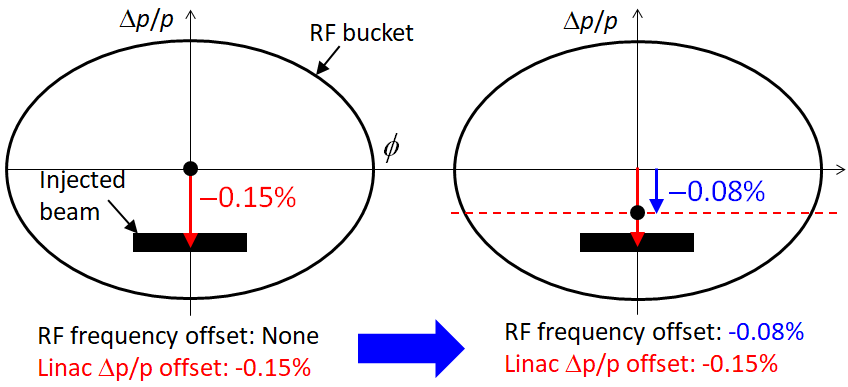 Δp/p
RF bucket
ϕ
−0.15%
Injected
beam
RF frequency offset: None
Linac Δp/p offset: -0.15%
Δp/p
−0.08%
RF frequency offset: -0.08%
Linac Δp/p offset: -0.15%